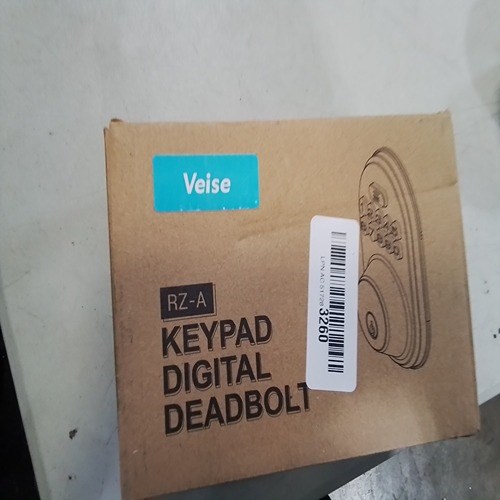 Veise
RZ-A
KEYPAD
DIGITAL
DEADBOLT
3260